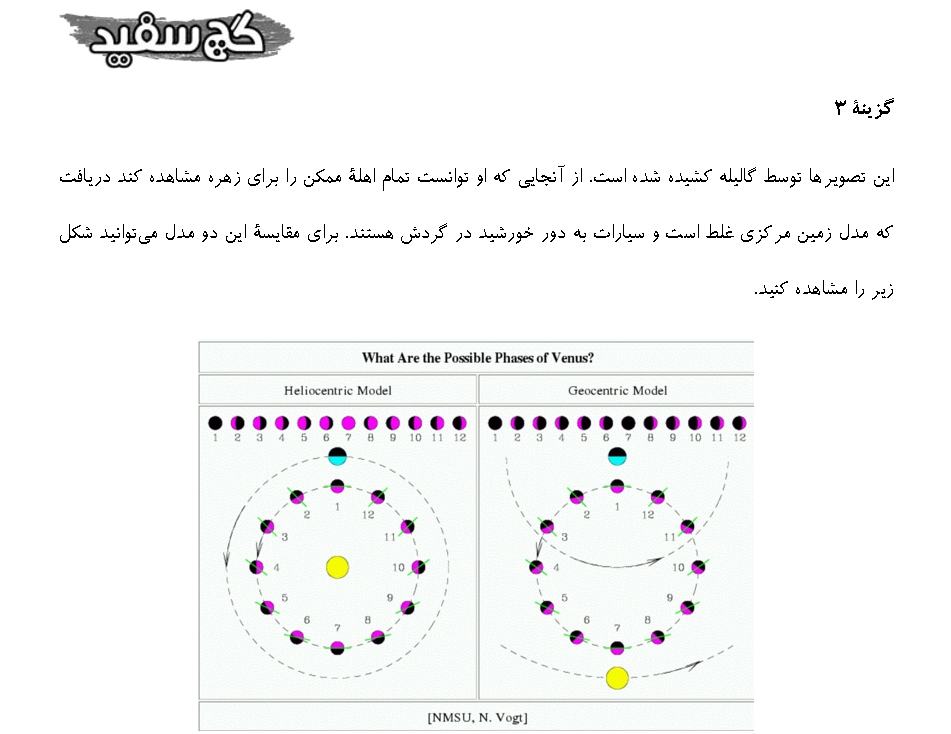 گچ سفید
گزینهٔ ۳
این تصویرها توسط گالیله کشیده شده است. از آنجایی که او توانست تمام اهلهٔ ممکن را برای زهره مشاهده کند دریافت
که مدل زمین مرکزی غلط است و سیارات به دور خورشید در گردش هستند. برای مقایسهٔ این دو مدل می‌توانید شکل
زیر را مشاهده کنید.
What Are the Possible Phases of Venus?
Heliocentric Model
1 2 3 4 5 6 7 8 9 10 11 12
1
2 12
3 11
4 10
5 9
6 8
7
Geocentric Model
1 2 3 4 5 6 7 8 9 10 11 12
1
2 12
3 11
4 10
5 9
6 8
7
[NMSU, N. Vogt]